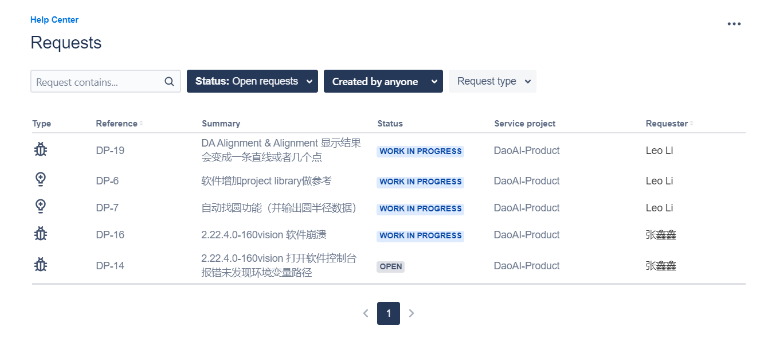 Help Center
Requests
Request contains...
Status: Open requests
Created by anyone
Request type
Type Reference Summary Status Service project Requester
DP-19 DA Alignment & Alignment 显示结果 WORK IN PROGRESS DaoAI-Product Leo Li
会变成一条直线或者几个点
DP-6 软件增加project library做参考 WORK IN PROGRESS DaoAI-Product Leo Li
DP-7 自动找圆功能（并输出圆半径数据） WORK IN PROGRESS DaoAI-Product Leo Li
DP-16 2.22.4.0-160vision 软件崩溃 WORK IN PROGRESS DaoAI-Product 张鑫鑫
DP-14 2.22.4.0-160vision 打开软件控制台 OPEN DaoAI-Product 张鑫鑫
报错未发现环境变量路径
1